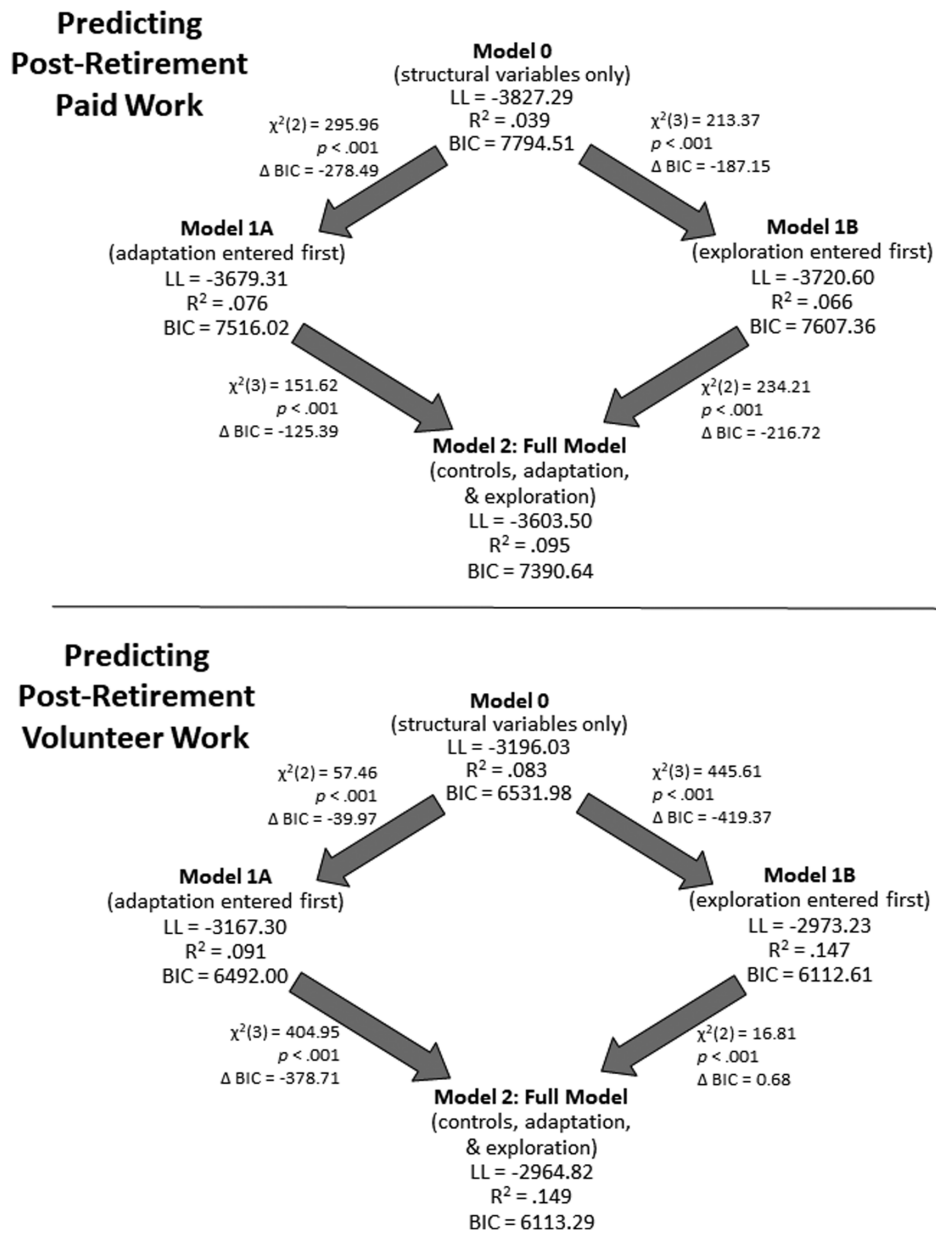 Predicting
Post-Retirement
Paid Work
Model 0
(structural variables only)
LL = -3827.29
R² = .039
BIC = 7794.51
χ²(2) = 295.96
p < .001
Δ BIC = -278.49
χ²(3) = 213.37
p < .001
Δ BIC = -187.15
Model 1A
(adaptation entered first)
LL = -3679.31
R² = .076
BIC = 7516.02
Model 1B
(exploration entered first)
LL = -3720.60
R² = .066
BIC = 7607.36
χ²(3) = 151.62
p < .001
Δ BIC = -125.39
χ²(2) = 234.21
p < .001
Δ BIC = -216.72
Model 2: Full Model
(controls, adaptation,
& exploration)
LL = -3603.50
R² = .095
BIC = 7390.64
Predicting
Post-Retirement
Volunteer Work
Model 0
(structural variables only)
LL = -3196.03
R² = .083
BIC = 6531.98
χ²(2) = 57.46
p < .001
Δ BIC = -39.97
χ²(3) = 445.61
p < .001
Δ BIC = -419.37
Model 1A
(adaptation entered first)
LL = -3167.30
R² = .091
BIC = 6492.00
Model 1B
(exploration entered first)
LL = -2973.23
R² = .147
BIC = 6112.61
χ²(3) = 404.95
p < .001
Δ BIC = -378.71
χ²(2) = 16.81
p < .001
Δ BIC = 0.68
Model 2: Full Model
(controls, adaptation,
& exploration)
LL = -2964.82
R² = .149
BIC = 6113.29